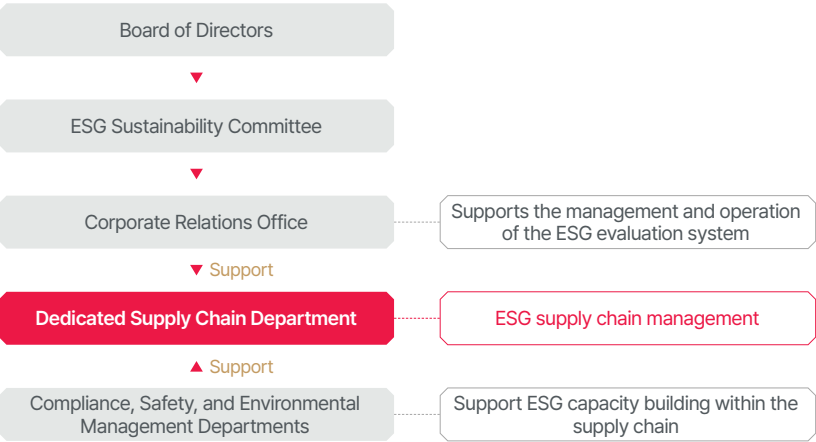 Board of Directors
ESG Sustainability Committee
Corporate Relations Office
Supports the management and operation
of the ESG evaluation system
Support
Dedicated Supply Chain Department
ESG supply chain management
Support
Compliance, Safety, and Environmental
Management Departments
Support ESG capacity building within the
supply chain